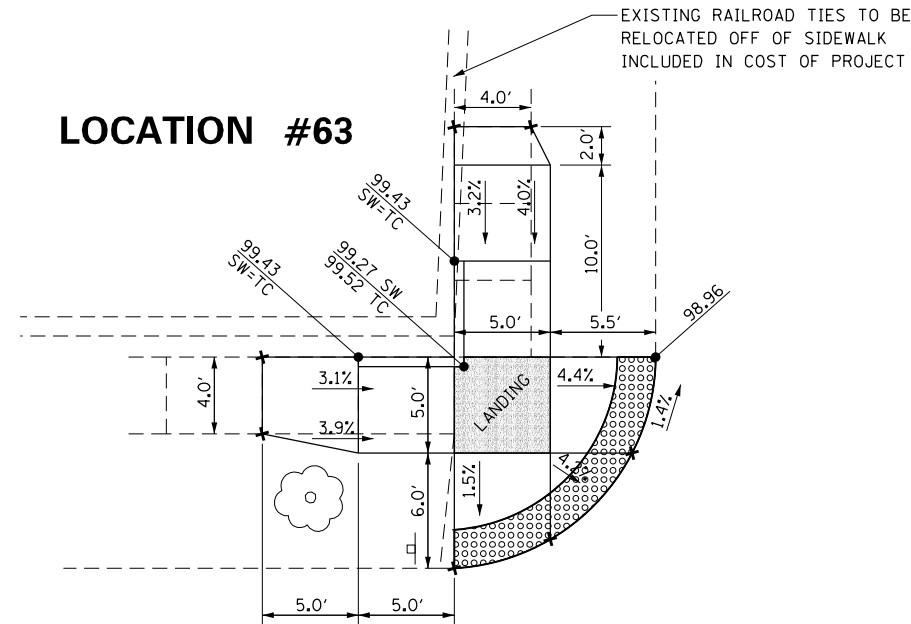 EXISTING RAILROAD TIES TO BE
RELOCATED OFF OF SIDEWALK
INCLUDED IN COST OF PROJECT
LOCATION #63
4.0'
2.0'
99.43
SW=TC
3.2%
4.0%
10.0'
99.43
SW=TC
99.27 SW
99.52 TC
98.96
5.0'
5.5'
4.0'
3.1%
3.9%
5.0'
LANDING
4.4%
1.4%
6.0'
1.5%
5.0'
5.0'